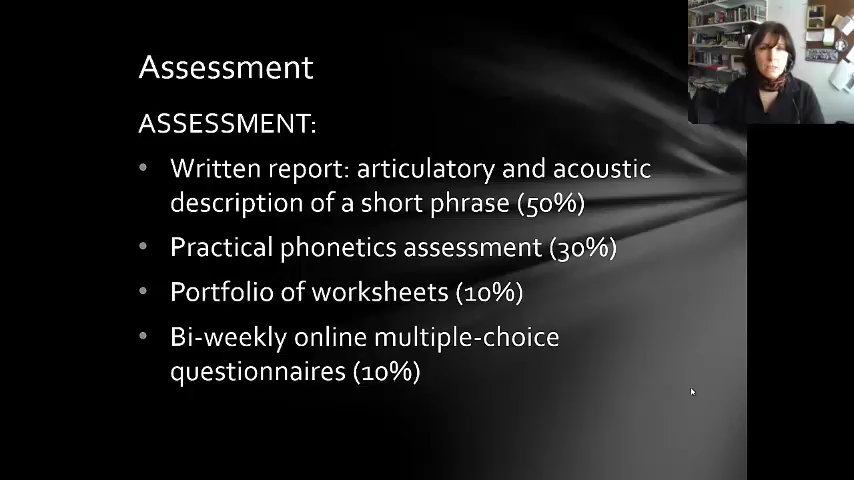 Assessment
ASSESSMENT:
• Written report: articulatory and acoustic
description of a short phrase (50%)
• Practical phonetics assessment (30%)
• Portfolio of worksheets (10%)
• Bi-weekly online multiple-choice
questionnaires (10%)